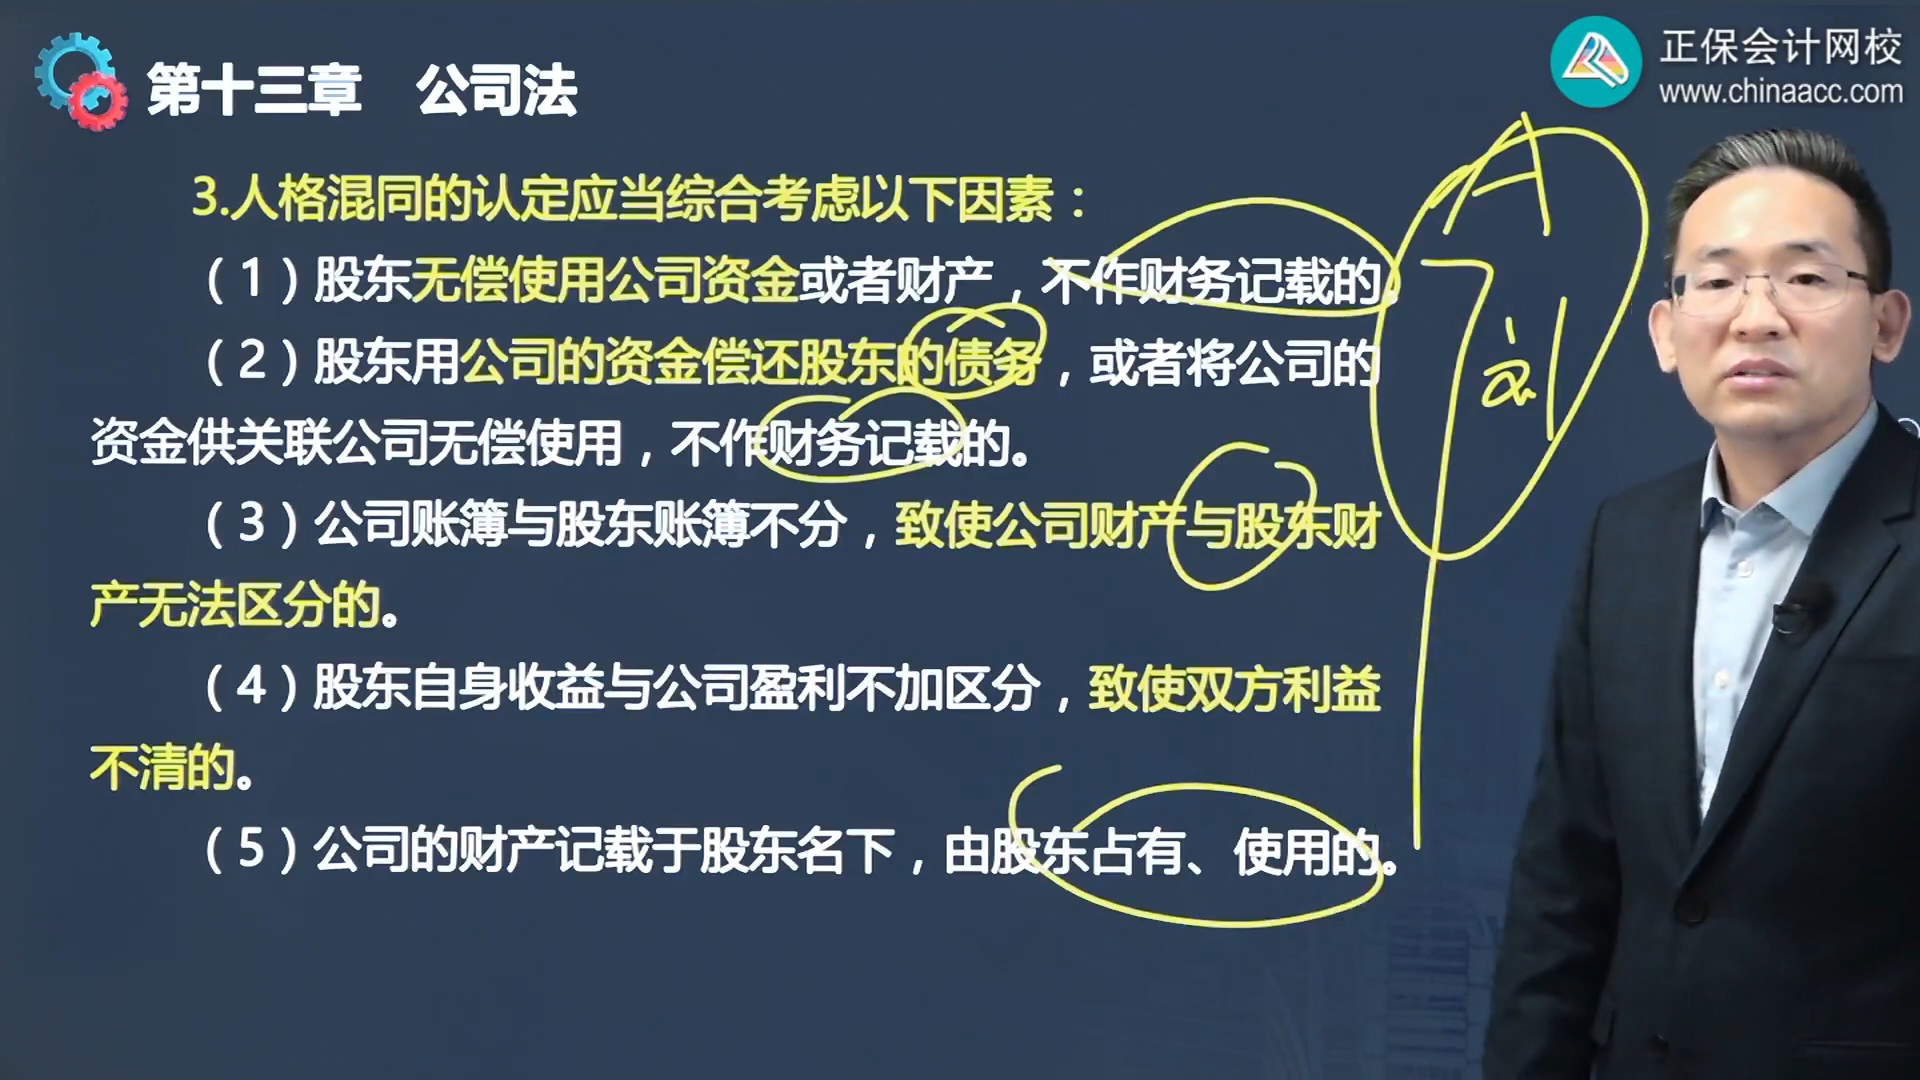 正保会计网校
www.chinaacc.com
第十三章 公司法
3.人格混同的认定应当综合考虑以下因素：
（1）股东无偿使用公司资金或者财产，不作财务记载的。
（2）股东用公司的资金偿还股东的债务，或者将公司的
资金供关联公司无偿使用，不作财务记载的。
（3）公司账簿与股东账簿不分，致使公司财产与股东财
产无法区分的。
（4）股东自身收益与公司盈利不加区分，致使双方利益
不清的。
（5）公司的财产记载于股东名下，由股东占有、使用的。
A